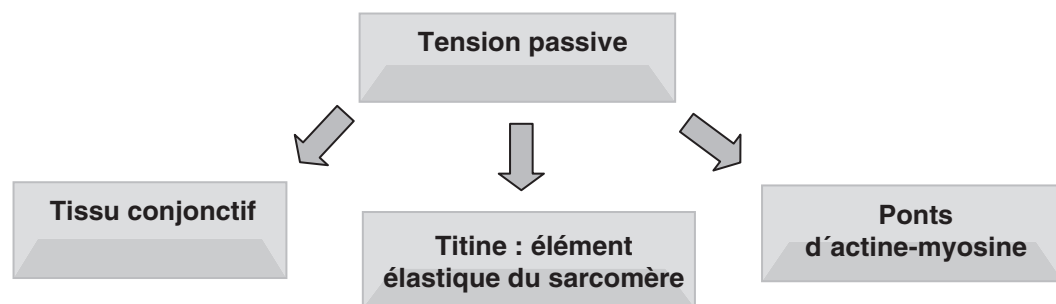 Tension passive
Tissu conjonctif
Titine : élément
élastique du sarcomère
Ponts
d´actine-myosine